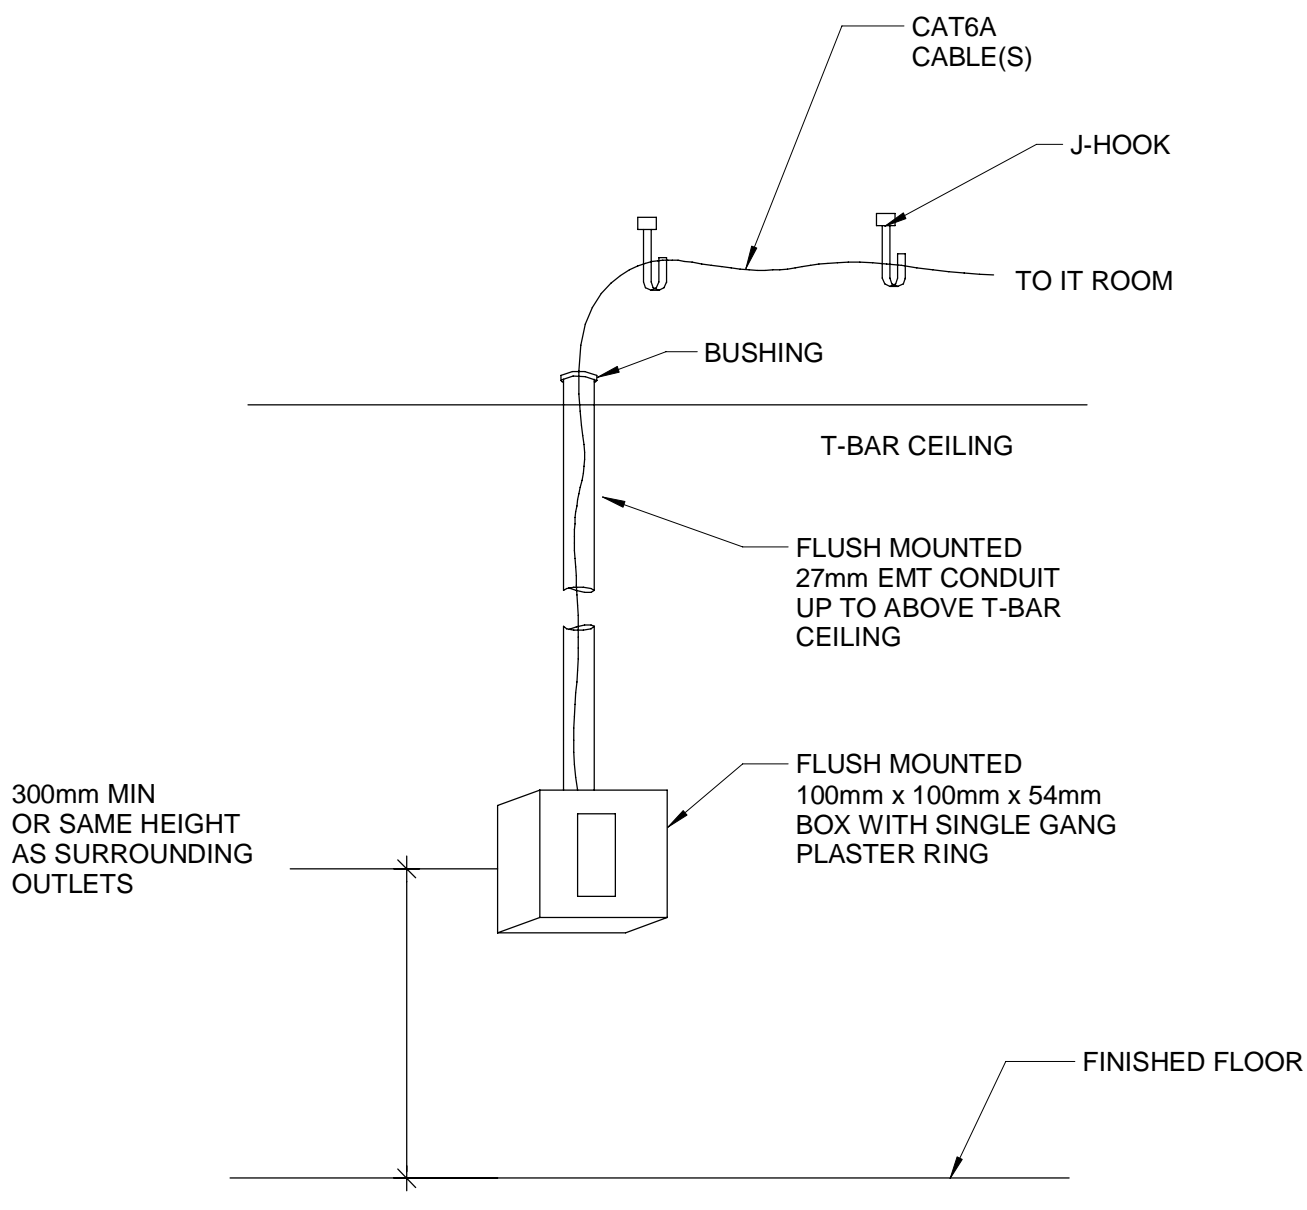 CAT6A
CABLE(S)
J-HOOK
TO IT ROOM
BUSHING
T-BAR CEILING
FLUSH MOUNTED
27mm EMT CONDUIT
UP TO ABOVE T-BAR
CEILING
FLUSH MOUNTED
100mm x 100mm x 54mm
BOX WITH SINGLE GANG
PLASTER RING
300mm MIN
OR SAME HEIGHT
AS SURROUNDING
OUTLETS
FINISHED FLOOR